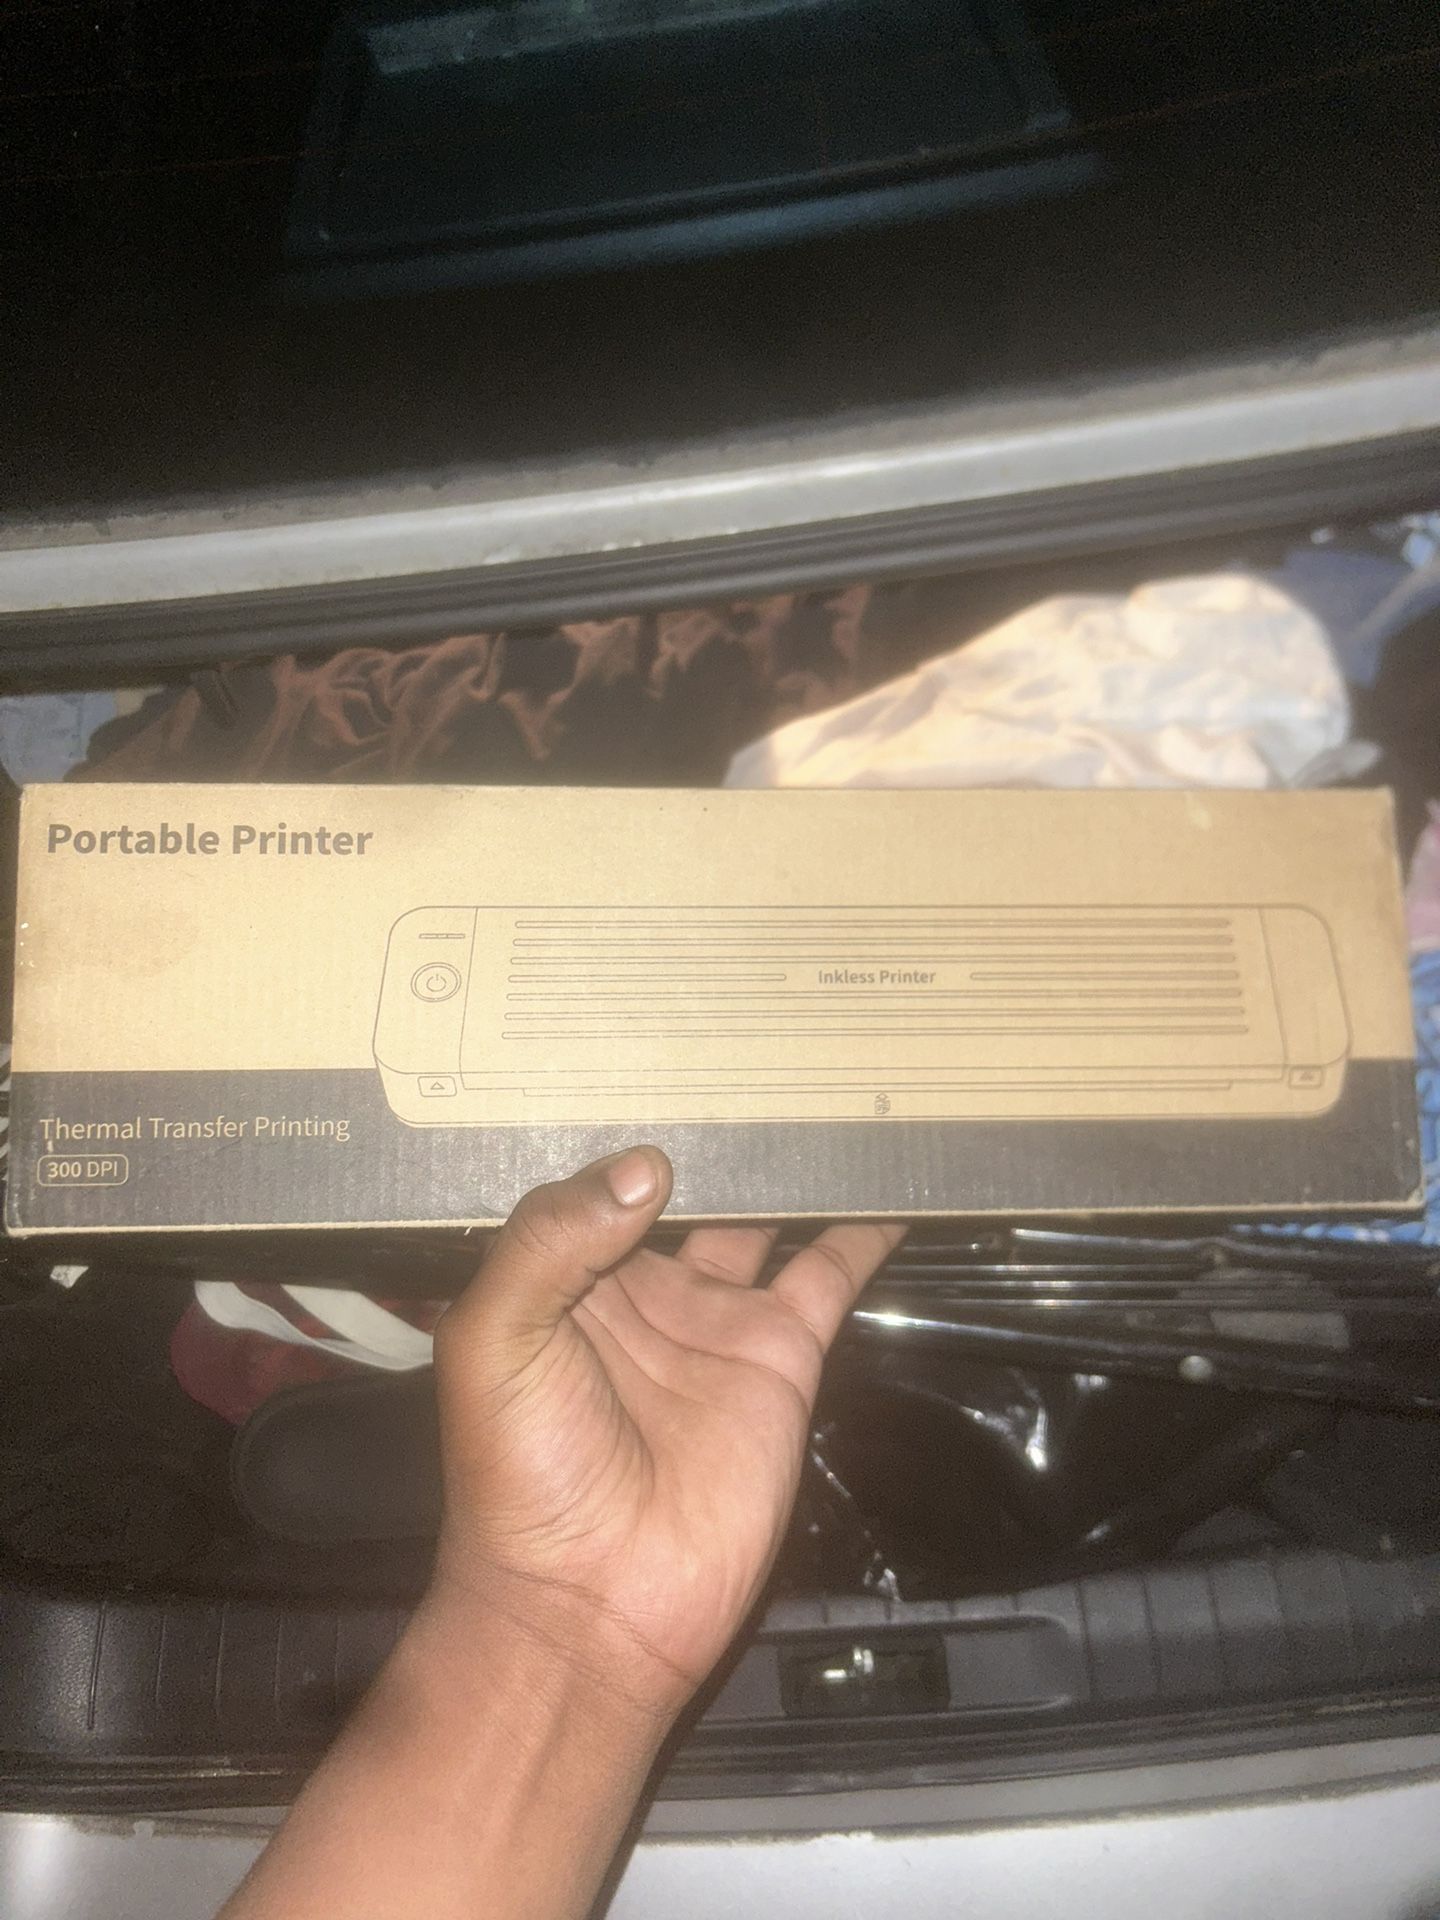 Portable Printer
Inkless Printer
Thermal Transfer Printing
300 DPI